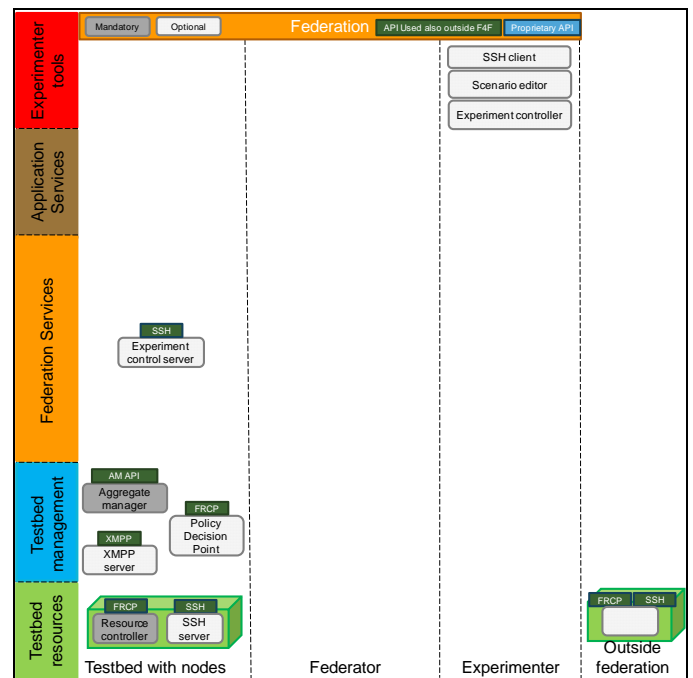 Mandatory
Optional
Federation
API Used also outside F4F
Proprietary API
Experimenter
tools
SSH client
Scenario editor
Experiment controller
Application
Services
Federation Services
SSH
Experiment
control server
Testbed
management
AM API
Aggregate
manager
FRCP
Policy
Decision
Point
XMPP
XMPP
server
Testbed
resources
FRCP
SSH
Resource
controller
SSH
server
FRCP
SSH
Testbed with nodes
Federator
Experimenter
Outside
federation